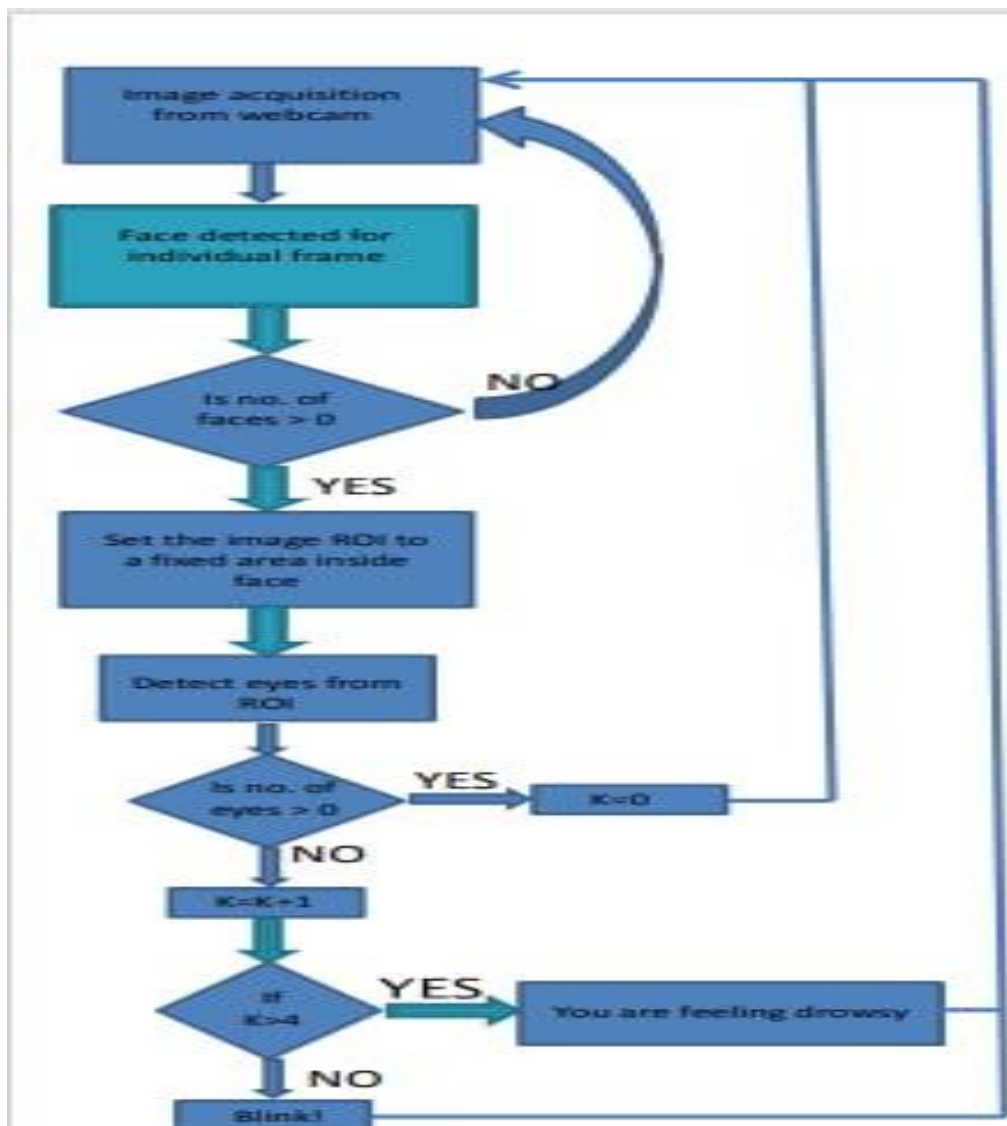 Image acquisition
from webcam
Face detected for
individual frame
Is no. of
faces > 0
NO
YES
Set the image ROI to
a fixed area inside
face
Detect eyes from
ROI
Is no. of
eyes > 0
YES
K=0
NO
K=K+1
If
K>4
YES
You are feeling drowsy
NO
Blink!